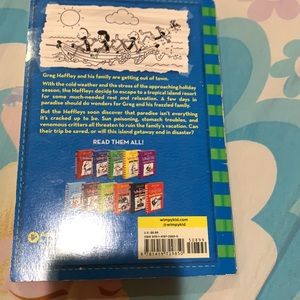 Greg Heffley and his family are getting out of town.
With the cold weather and the stress of the approaching holiday
season, the Heffleys decide to escape to a tropical island resort
for some much-needed rest and relaxation. A few days in
paradise should do wonders for Greg and his frazzled family.
But the Heffleys soon discover that paradise isn't everything
it's cracked up to be. Sun poisoning, stomach troubles, and
venomous critters all threaten to ruin the family's vacation. Can
their trip be saved, or will this island getaway end in disaster?
READ THEM ALL!
www.wimpykid.com
@wimpykid